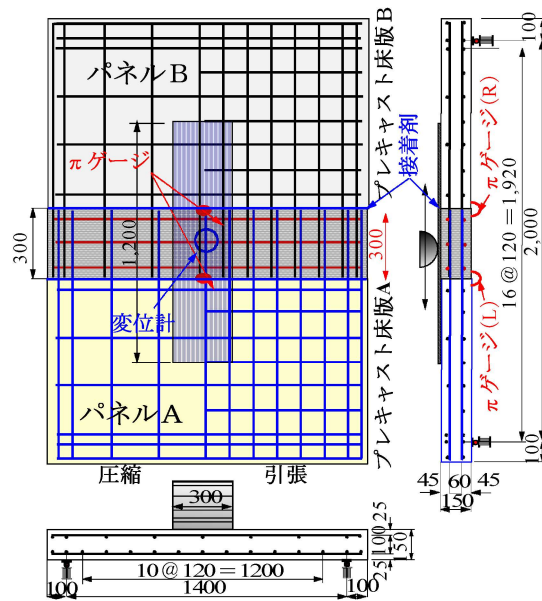 パネルB
プレキャスト床版B
πゲージ
接着剤
πゲージ(R)
100
16@120=1,920
2,000
300
1,200
300
変位計
プレキャスト床版A
πゲージ(L)
パネルA
圧縮
引張
100
45
60
45
150
300
25
100
150
25
10@120=1200
100
1400
100